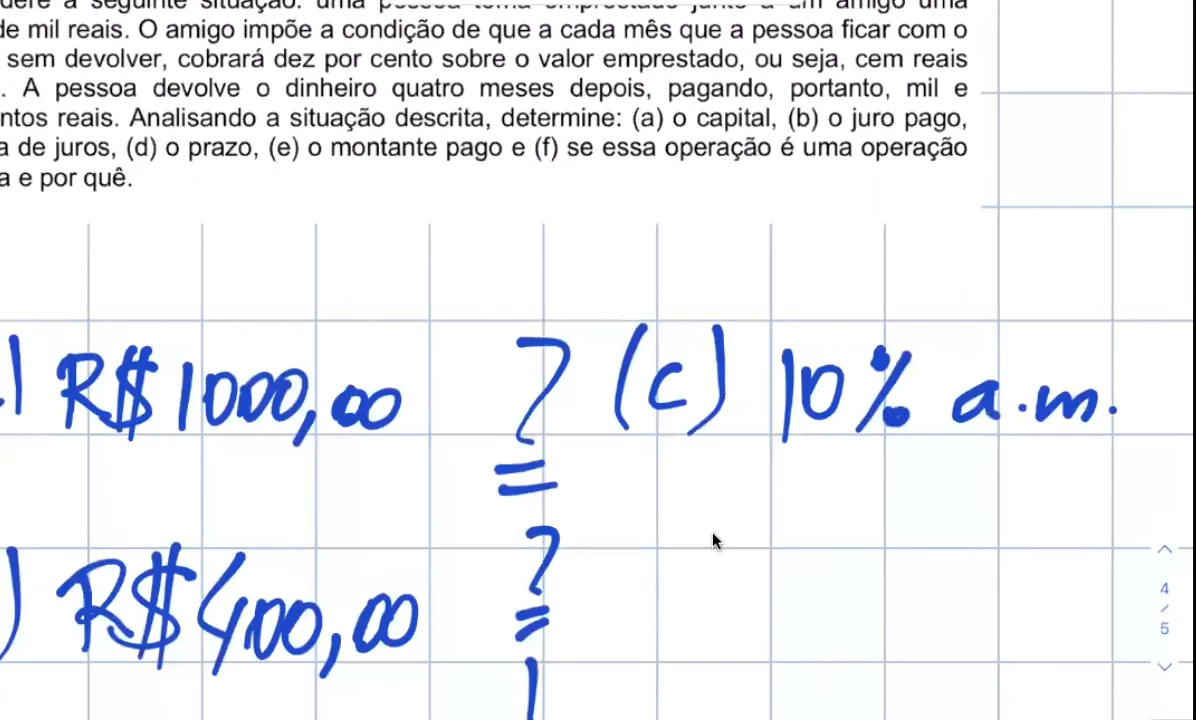 a seguinte situação: uma pessoa toma emprestado junto a um amigo uma
de mil reais. O amigo impõe a condição de que a cada mês que a pessoa ficar com o
sem devolver, cobrará dez por cento sobre o valor emprestado, ou seja, cem reais
. A pessoa devolve o dinheiro quatro meses depois, pagando, portanto, mil e
ntos reais. Analisando a situação descrita, determine: (a) o capital, (b) o juro pago,
a de juros, (d) o prazo, (e) o montante pago e (f) se essa operação é uma operação
a e por quê.
) R$ 1000,00 ? (c) 10% a.m.
=
?
) R$ 400,00 =
4
/
5